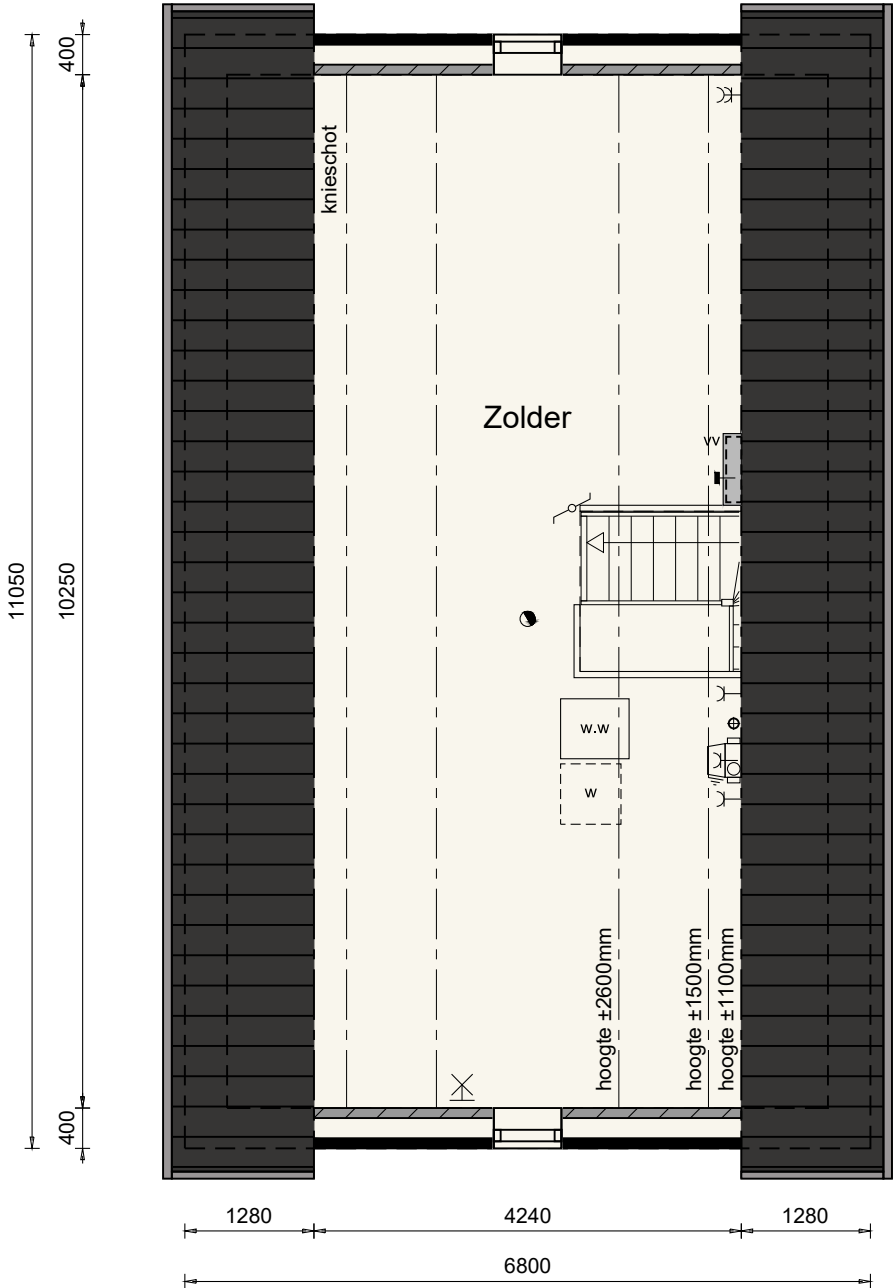 400
knieschot
Zolder
vv
11050
10250
w.w
w
hoogte ±2600mm
hoogte ±1500mm
hoogte ±1100mm
400
1280
4240
1280
6800